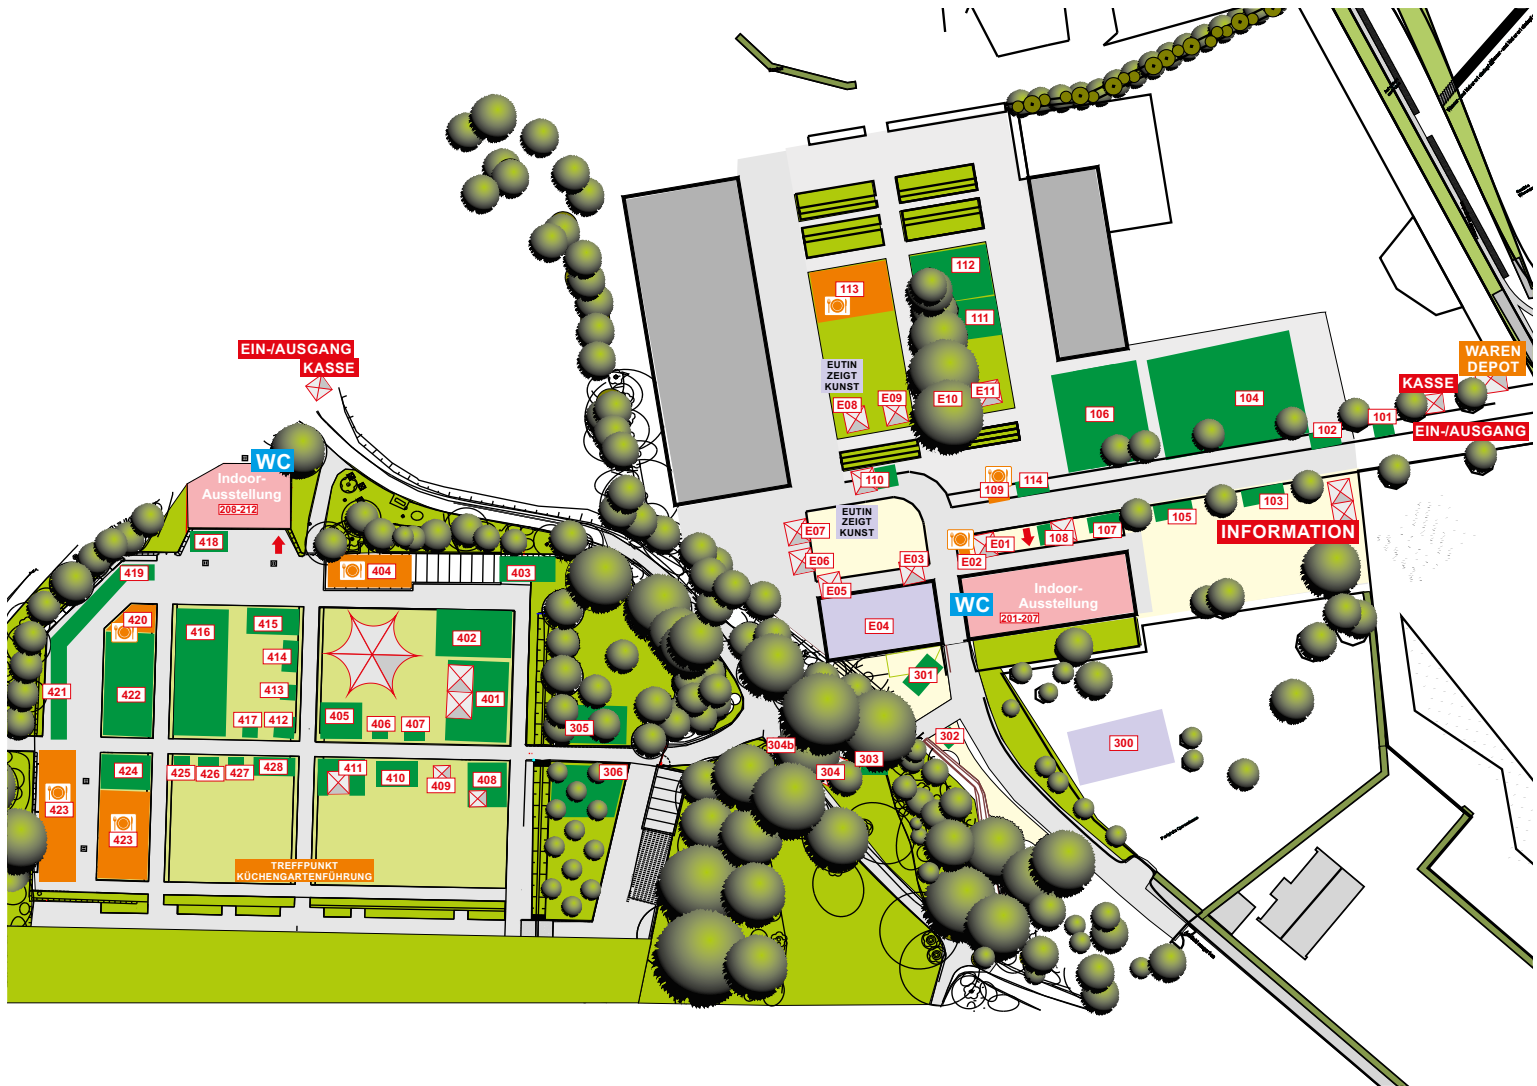 112
113
111
EUTIN
ZEIGT
KUNST
E08
E09
E10
E11
106
104
102
101
WAREN
DEPOT
KASSE
EIN-/AUSGANG
EIN-/AUSGANG
KASSE
110
109
114
EUTIN
ZEIGT
KUNST
E07
E06
E05
E03
E04
E01
E02
108
107
105
103
INFORMATION
WC
Indoor-
Ausstellung
201-207
WC
Indoor-
Ausstellung
208-212
418
419
404
403
420
416
415
414
413
417
412
421
422
402
401
405
406
407
305
301
302
300
304b
303
304
306
424
425
426
427
428
411
410
409
408
423
423
TREFFPUNKT
KÜCHENGARTENFÜHRUNG